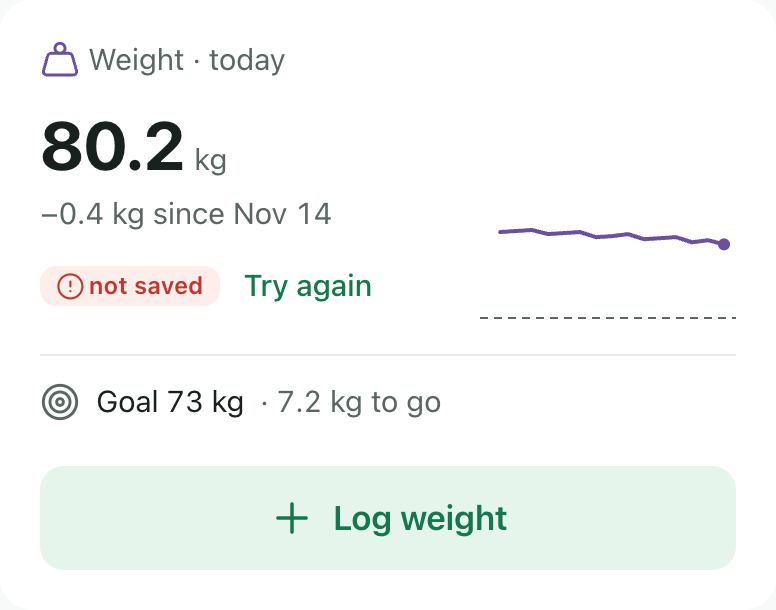 Weight · today
80.2 kg
−0.4 kg since Nov 14
not saved Try again
Goal 73 kg · 7.2 kg to go
Log weight